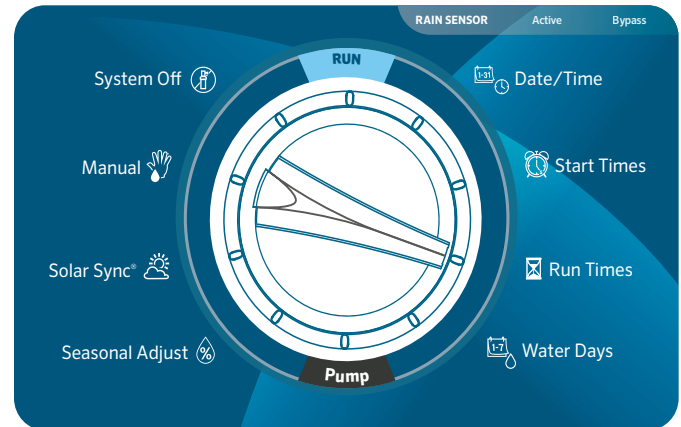 RAIN SENSOR Active Bypass
RUN
System Off
1-31 Date/Time
Manual
Start Times
Solar Sync®
Run Times
Seasonal Adjust %
1-7 Water Days
Pump